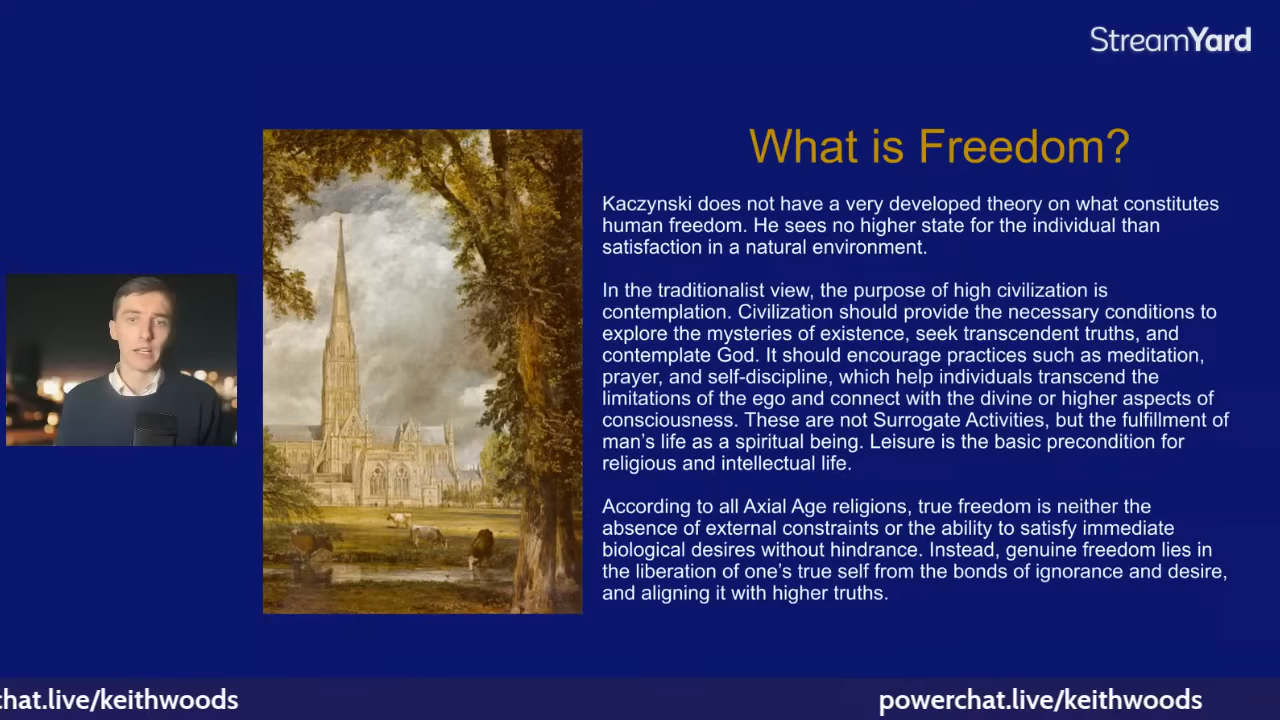 StreamYard
What is Freedom?
Kaczynski does not have a very developed theory on what constitutes
human freedom. He sees no higher state for the individual than
satisfaction in a natural environment.
In the traditionalist view, the purpose of high civilization is
contemplation. Civilization should provide the necessary conditions to
explore the mysteries of existence, seek transcendent truths, and
contemplate God. It should encourage practices such as meditation,
prayer, and self-discipline, which help individuals transcend the
limitations of the ego and connect with the divine or higher aspects of
consciousness. These are not Surrogate Activities, but the fulfillment of
man's life as a spiritual being. Leisure is the basic precondition for
religious and intellectual life.
According to all Axial Age religions, true freedom is neither the
absence of external constraints or the ability to satisfy immediate
biological desires without hindrance. Instead, genuine freedom lies in
the liberation of one's true self from the bonds of ignorance and desire,
and aligning it with higher truths.
chat.live/keithwoods
powerchat.live/keithwoods